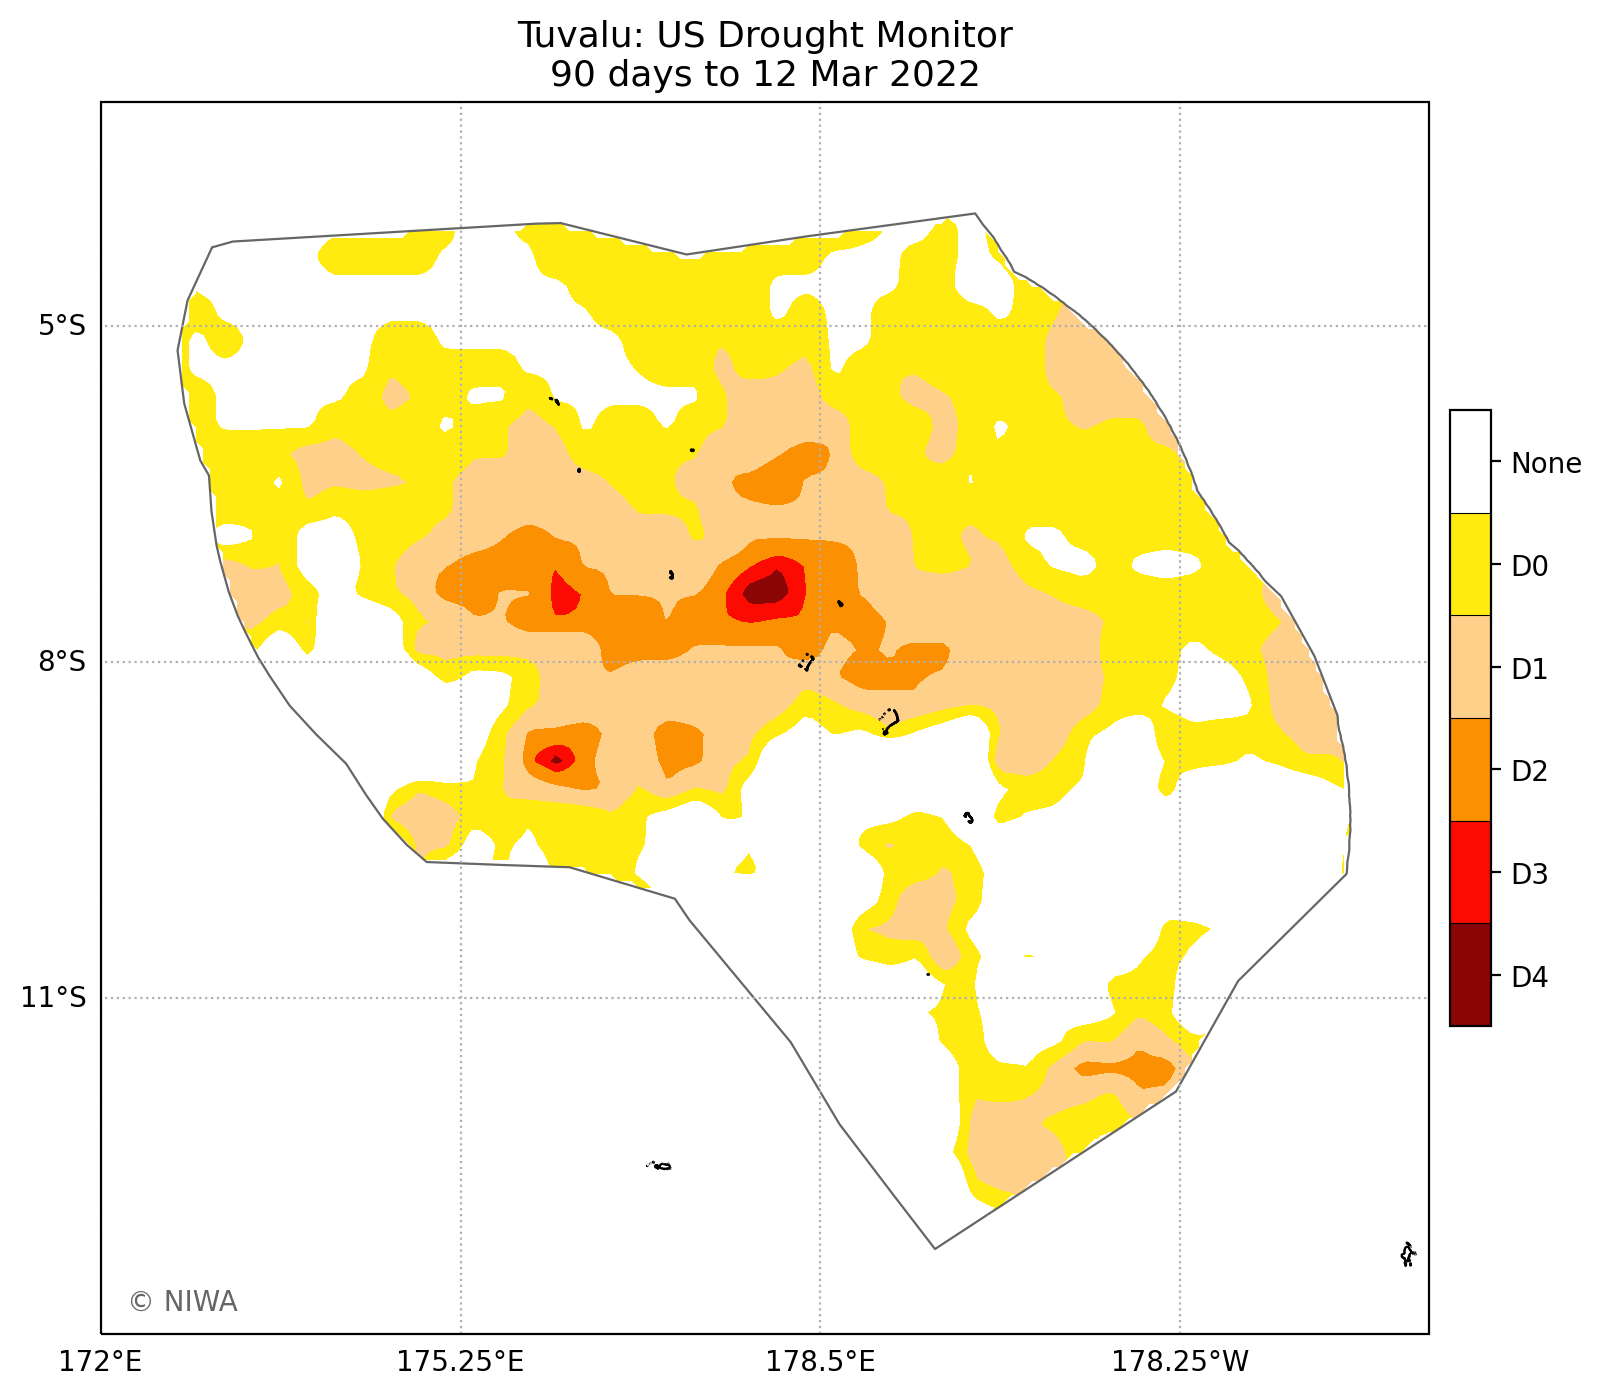 Tuvalu: US Drought Monitor
90 days to 12 Mar 2022
5°S
8°S
11°S
172°E
175.25°E
178.5°E
178.25°W
None
D0
D1
D2
D3
D4
© NIWA